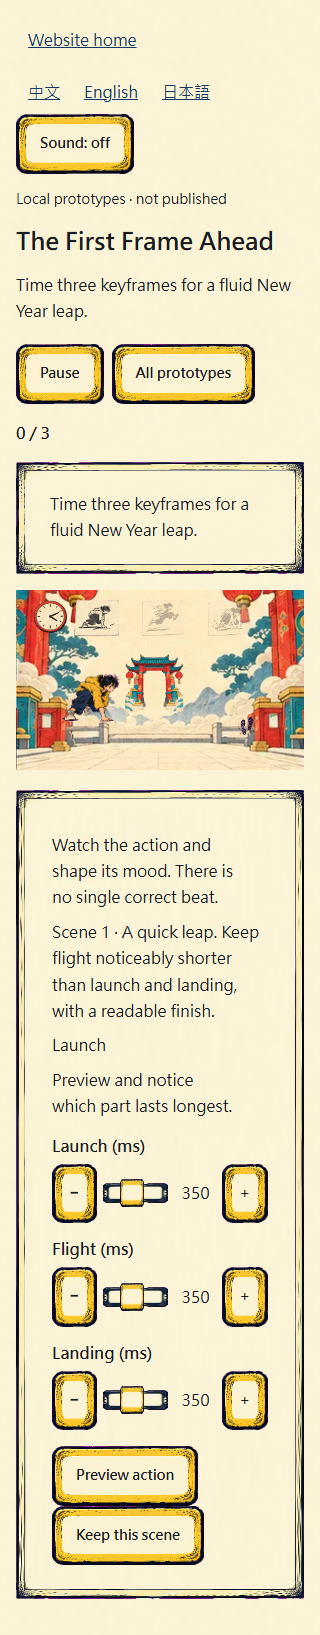 Website home
中文 English 日本語
Sound: off
Local prototypes · not published
The First Frame Ahead
Time three keyframes for a fluid New
Year leap.
Pause All prototypes
0 / 3
Time three keyframes for a
fluid New Year leap.
Watch the action and
shape its mood. There is
no single correct beat.
Scene 1 · A quick leap. Keep
flight noticeably shorter
than launch and landing,
with a readable finish.
Launch
Preview and notice
which part lasts longest.
Launch (ms)
− 350 +
Flight (ms)
− 350 +
Landing (ms)
− 350 +
Preview action
Keep this scene